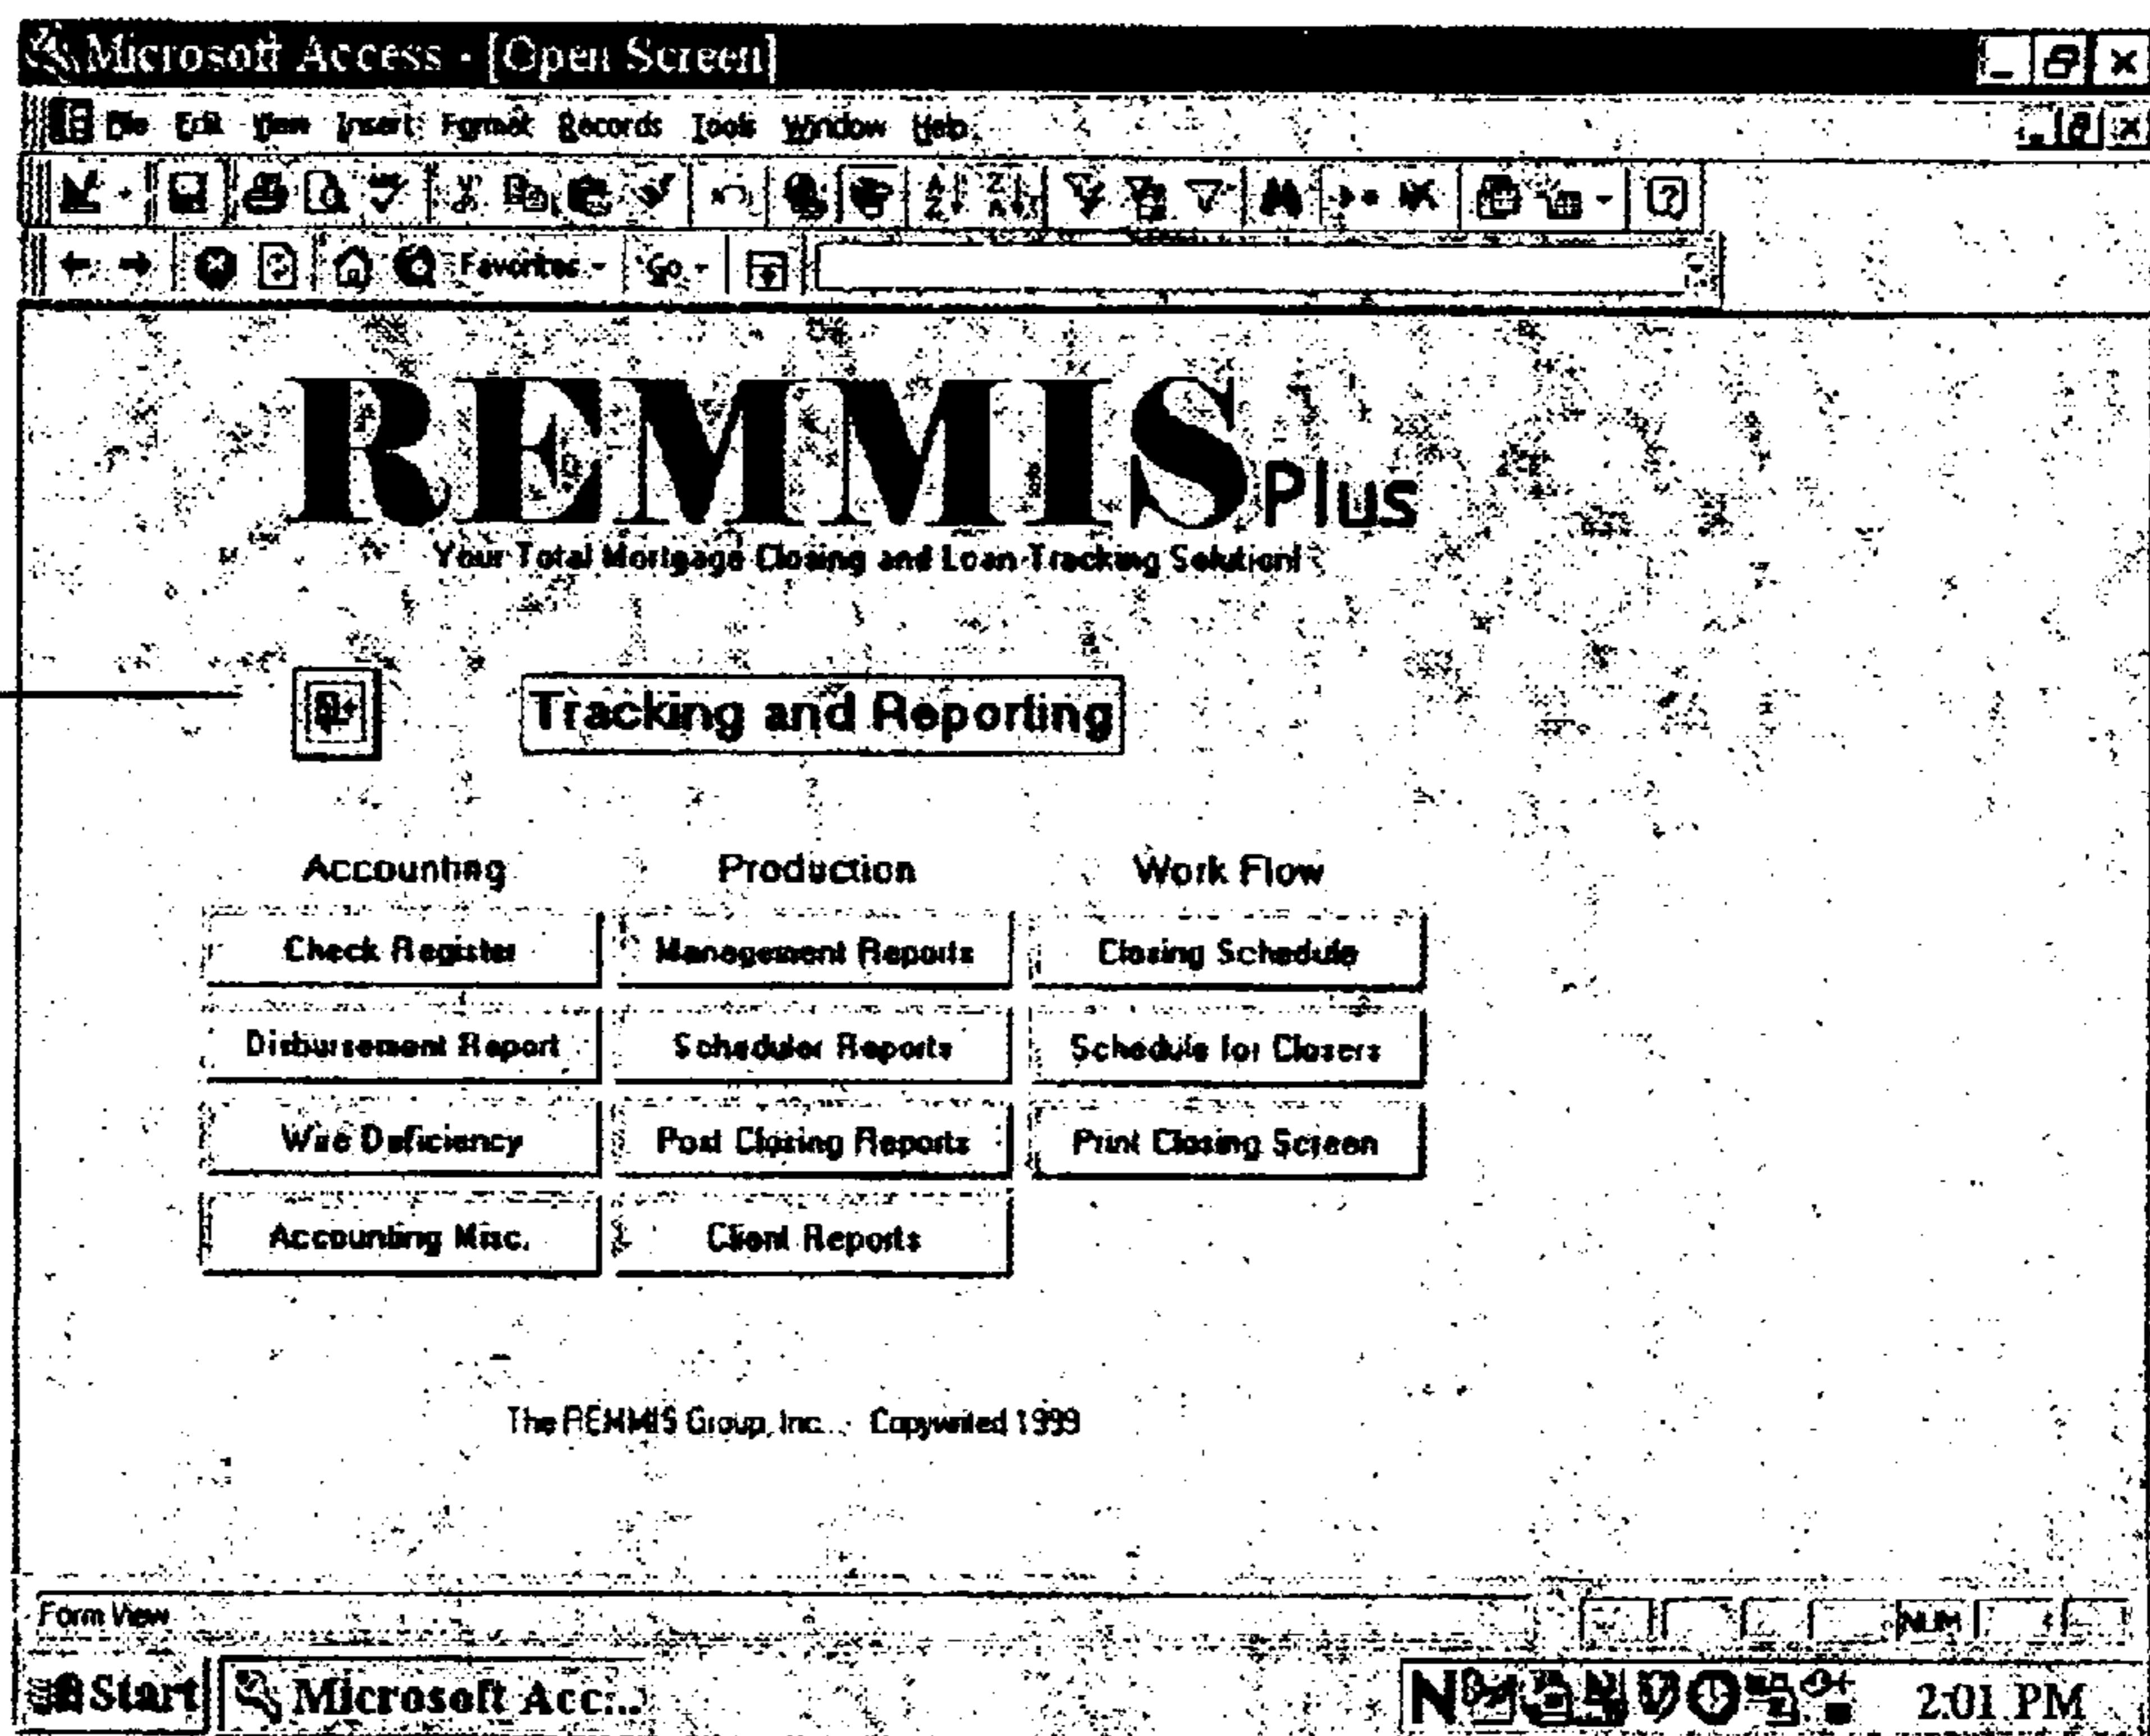 Microsoft Access - [Open Screen]
File Edit View Insert Format Records Tools Window Help
Favorites Go
REMMIS Plus
Your Total Mortgage Closing and Loan Tracking Solution!
Tracking and Reporting
Accounting Production Work Flow
Check Register Management Reports Closing Schedule
Disbursement Report Scheduler Reports Schedule for Closers
Wire Deficiency Post Closing Reports Print Closing Screen
Accounting Misc. Client Reports
The REMMIS Group, Inc. Copywrited 1999
Form View NUM
Start Microsoft Acc... 2:01 PM